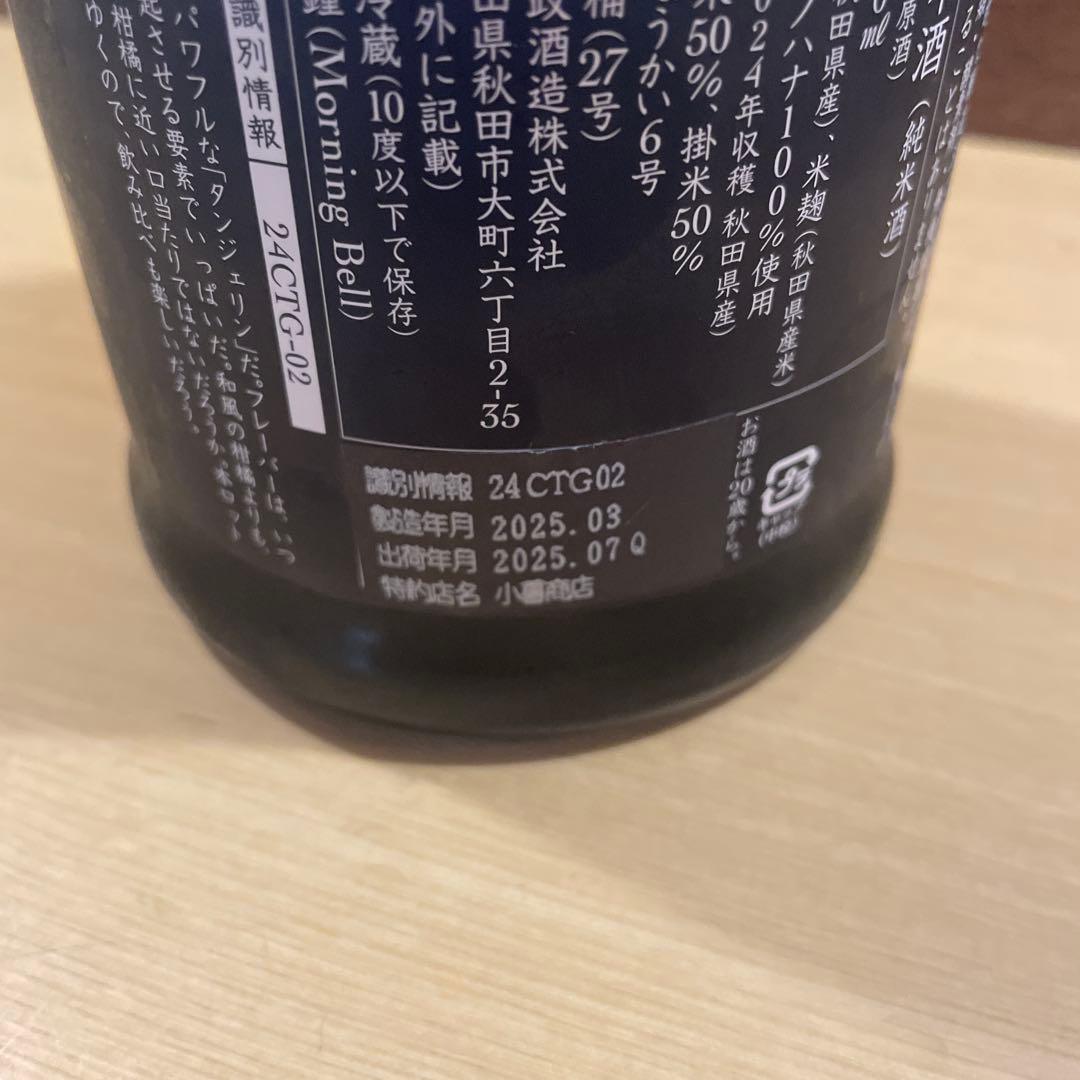 本酒（純米酒）
原酒）
ml
秋田県産）、米麹（秋田県産米）
ノハナ100%使用
024年収穫 秋田県産）
米50%、掛米50%
うかい6号
桶（27号）
政酒造株式会社
県秋田市大町六丁目2-35
外に記載）
冷蔵（10度以下で保存）
鐘（Morning Bell）
識別情報 24CTG-02
パワフルな「タンジェリン」だ。フレーバーは、いつ
起させる要素でいっぱいだ。和風の柑橘よりも、
柑橘に近い口当たりではないだろうか。
ゆくので、飲み比べも楽しいだろう。
識別情報 24CTG02
製造年月 2025.03
出荷年月 2025.07Q
特約店名 小 商店
お酒は20歳から。